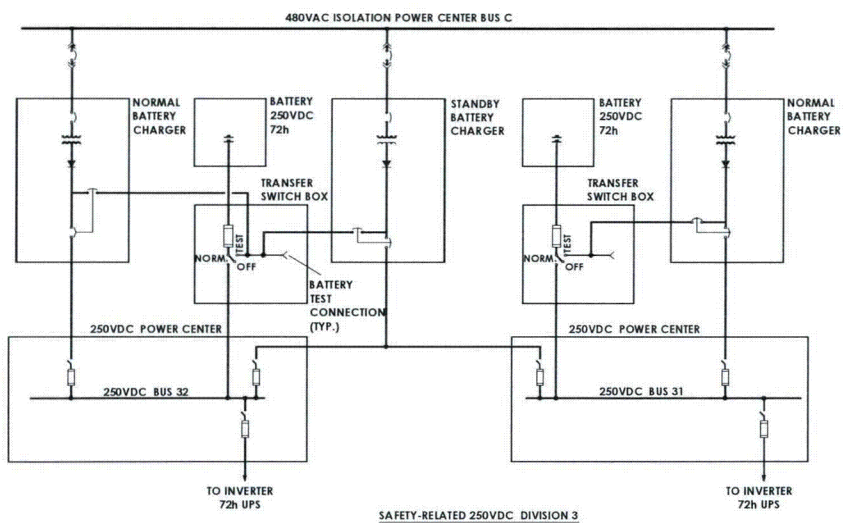 480VAC ISOLATION POWER CENTER BUS C
NORMAL
BATTERY
CHARGER
BATTERY
250VDC
72h
STANDBY
BATTERY
CHARGER
BATTERY
250VDC
72h
NORMAL
BATTERY
CHARGER
TRANSFER
SWITCH BOX
TRANSFER
SWITCH BOX
TEST
NORM.
OFF
TEST
NORM.
OFF
BATTERY
TEST
CONNECTION
(TYP.)
250VDC POWER CENTER
250VDC POWER CENTER
250VDC BUS 32
250VDC BUS 31
TO INVERTER
72h UPS
TO INVERTER
72h UPS
SAFETY-RELATED 250VDC DIVISION 3